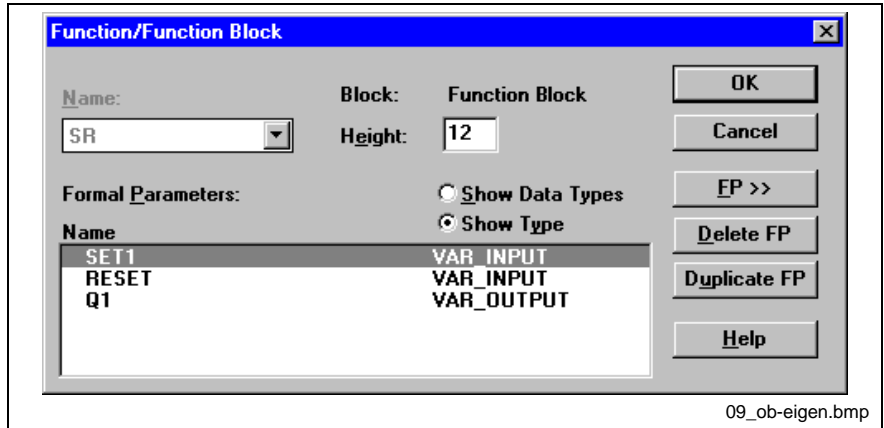 Function/Function Block
Name:
Block: Function Block
OK
SR
Height: 12
Cancel
Formal Parameters:
Show Data Types
FP >>
Name
Show Type
Delete FP
SET1 VAR_INPUT
RESET VAR_INPUT
Duplicate FP
Q1 VAR_OUTPUT
Help
09_ob-eigen.bmp